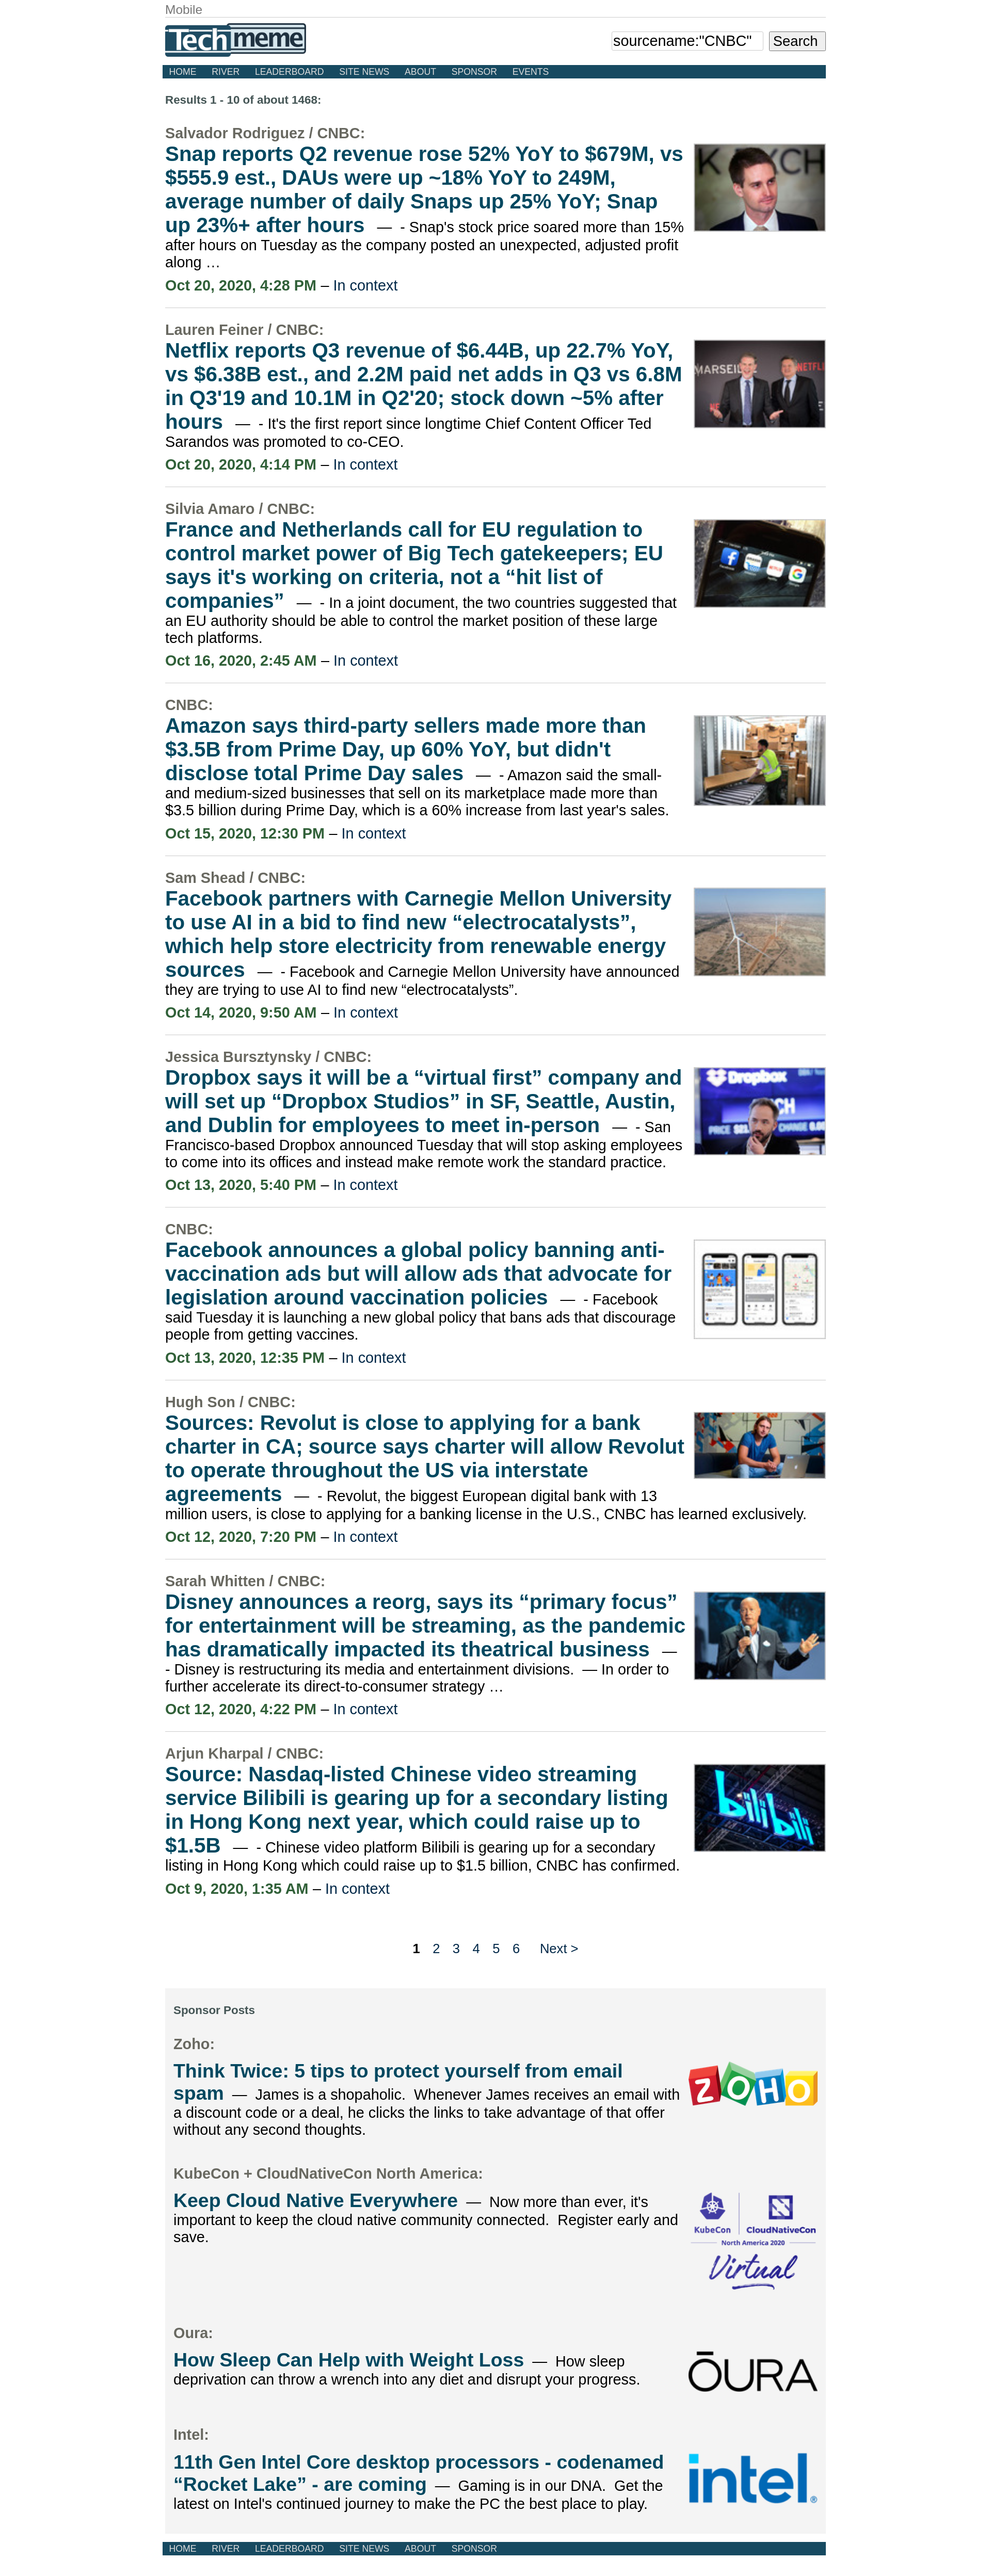 Mobile
Techmeme
sourcename:"CNBC" Search
HOME RIVER LEADERBOARD SITE NEWS ABOUT SPONSOR EVENTS
Results 1 - 10 of about 1468:
Salvador Rodriguez / CNBC:
Snap reports Q2 revenue rose 52% YoY to $679M, vs
$555.9 est., DAUs were up ~18% YoY to 249M,
average number of daily Snaps up 25% YoY; Snap
up 23%+ after hours — - Snap's stock price soared more than 15%
after hours on Tuesday as the company posted an unexpected, adjusted profit
along …
Oct 20, 2020, 4:28 PM – In context
Lauren Feiner / CNBC:
Netflix reports Q3 revenue of $6.44B, up 22.7% YoY,
vs $6.38B est., and 2.2M paid net adds in Q3 vs 6.8M
in Q3'19 and 10.1M in Q2'20; stock down ~5% after
hours — - It's the first report since longtime Chief Content Officer Ted
Sarandos was promoted to co-CEO.
Oct 20, 2020, 4:14 PM – In context
Silvia Amaro / CNBC:
France and Netherlands call for EU regulation to
control market power of Big Tech gatekeepers; EU
says it's working on criteria, not a “hit list of
companies” — - In a joint document, the two countries suggested that
an EU authority should be able to control the market position of these large
tech platforms.
Oct 16, 2020, 2:45 AM – In context
CNBC:
Amazon says third-party sellers made more than
$3.5B from Prime Day, up 60% YoY, but didn't
disclose total Prime Day sales — - Amazon said the small-
and medium-sized businesses that sell on its marketplace made more than
$3.5 billion during Prime Day, which is a 60% increase from last year's sales.
Oct 15, 2020, 12:30 PM – In context
Sam Shead / CNBC:
Facebook partners with Carnegie Mellon University
to use AI in a bid to find new “electrocatalysts”,
which help store electricity from renewable energy
sources — - Facebook and Carnegie Mellon University have announced
they are trying to use AI to find new “electrocatalysts”.
Oct 14, 2020, 9:50 AM – In context
Jessica Bursztynsky / CNBC:
Dropbox says it will be a “virtual first” company and
will set up “Dropbox Studios” in SF, Seattle, Austin,
and Dublin for employees to meet in-person — - San
Francisco-based Dropbox announced Tuesday that will stop asking employees
to come into its offices and instead make remote work the standard practice.
Oct 13, 2020, 5:40 PM – In context
Dropbox
CNBC:
Facebook announces a global policy banning anti-
vaccination ads but will allow ads that advocate for
legislation around vaccination policies — - Facebook
said Tuesday it is launching a new global policy that bans ads that discourage
people from getting vaccines.
Oct 13, 2020, 12:35 PM – In context
Hugh Son / CNBC:
Sources: Revolut is close to applying for a bank
charter in CA; source says charter will allow Revolut
to operate throughout the US via interstate
agreements — - Revolut, the biggest European digital bank with 13
million users, is close to applying for a banking license in the U.S., CNBC has learned exclusively.
Oct 12, 2020, 7:20 PM – In context
Sarah Whitten / CNBC:
Disney announces a reorg, says its “primary focus”
for entertainment will be streaming, as the pandemic
has dramatically impacted its theatrical business —
- Disney is restructuring its media and entertainment divisions. — In order to
further accelerate its direct-to-consumer strategy …
Oct 12, 2020, 4:22 PM – In context
Arjun Kharpal / CNBC:
Source: Nasdaq-listed Chinese video streaming
service Bilibili is gearing up for a secondary listing
in Hong Kong next year, which could raise up to
$1.5B — - Chinese video platform Bilibili is gearing up for a secondary
listing in Hong Kong which could raise up to $1.5 billion, CNBC has confirmed.
Oct 9, 2020, 1:35 AM – In context
bilibili
1 2 3 4 5 6 Next >
Sponsor Posts
Zoho:
Think Twice: 5 tips to protect yourself from email
spam — James is a shopaholic. Whenever James receives an email with
a discount code or a deal, he clicks the links to take advantage of that offer
without any second thoughts.
ZOHO
KubeCon + CloudNativeCon North America:
Keep Cloud Native Everywhere — Now more than ever, it's
important to keep the cloud native community connected. Register early and
save.
KubeCon CloudNativeCon
North America 2020
Virtual
Oura:
How Sleep Can Help with Weight Loss — How sleep
deprivation can throw a wrench into any diet and disrupt your progress.
ŌURA
Intel:
11th Gen Intel Core desktop processors - codenamed
“Rocket Lake” - are coming — Gaming is in our DNA. Get the
latest on Intel's continued journey to make the PC the best place to play.
intel®
HOME RIVER LEADERBOARD SITE NEWS ABOUT SPONSOR